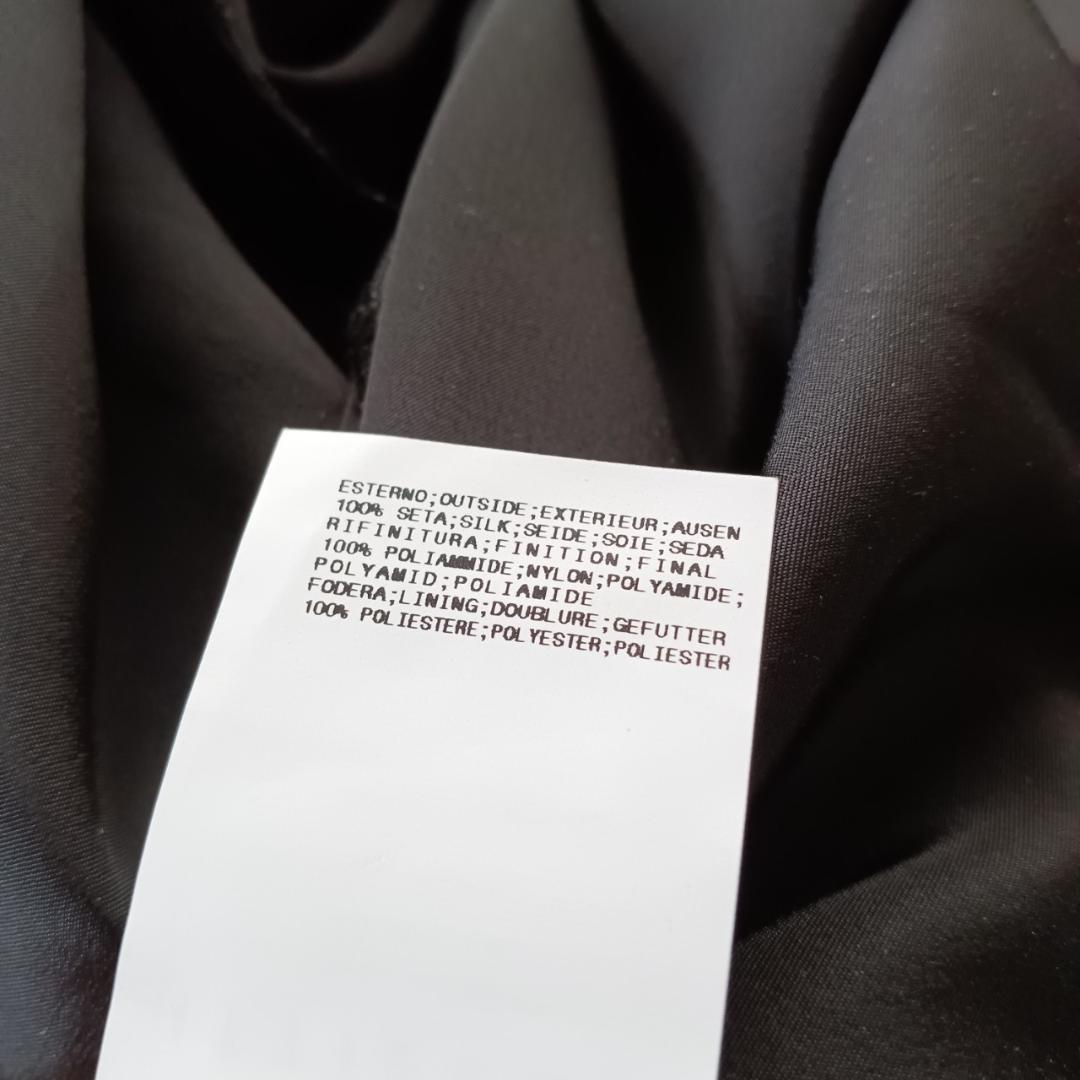 ESTERNO;OUTSIDE;EXTERIEUR;AUSEN
100% SETA;SILK;SEIDE;SOIE;SEDA
RIFINITURA;FINITION;FINAL
100% POLIAMMIDE;NYLON;POLYAMIDE;
POLYAMID;POLIAMIDE
FODERA;LINING;DOUBLURE;GEFUTTER
100% POLIESTERE;POLYESTER;POLIESTER